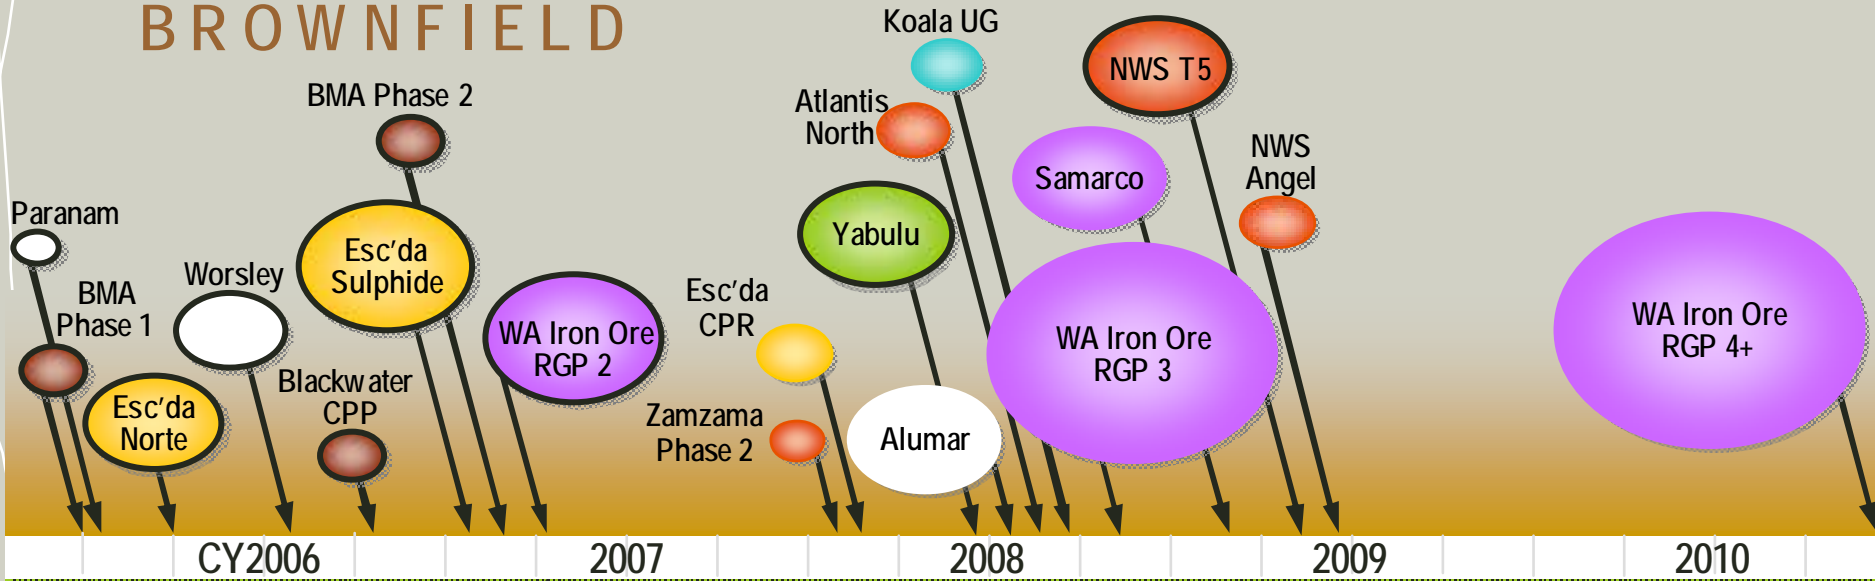 BROWNFIELD
Koala UG
NWS T5
BMA Phase 2
Atlantis
North
NWS
Angel
Samarco
Paranam
Yabulu
Esc'da
Sulphide
Worsley
BMA
Phase 1
Esc'da
CPR
WA Iron Ore
RGP 2
WA Iron Ore
RGP 3
WA Iron Ore
RGP 4+
Blackwater
CPP
Esc'da
Norte
Zamzama
Phase 2
Alumar
CY2006
2007
2008
2009
2010